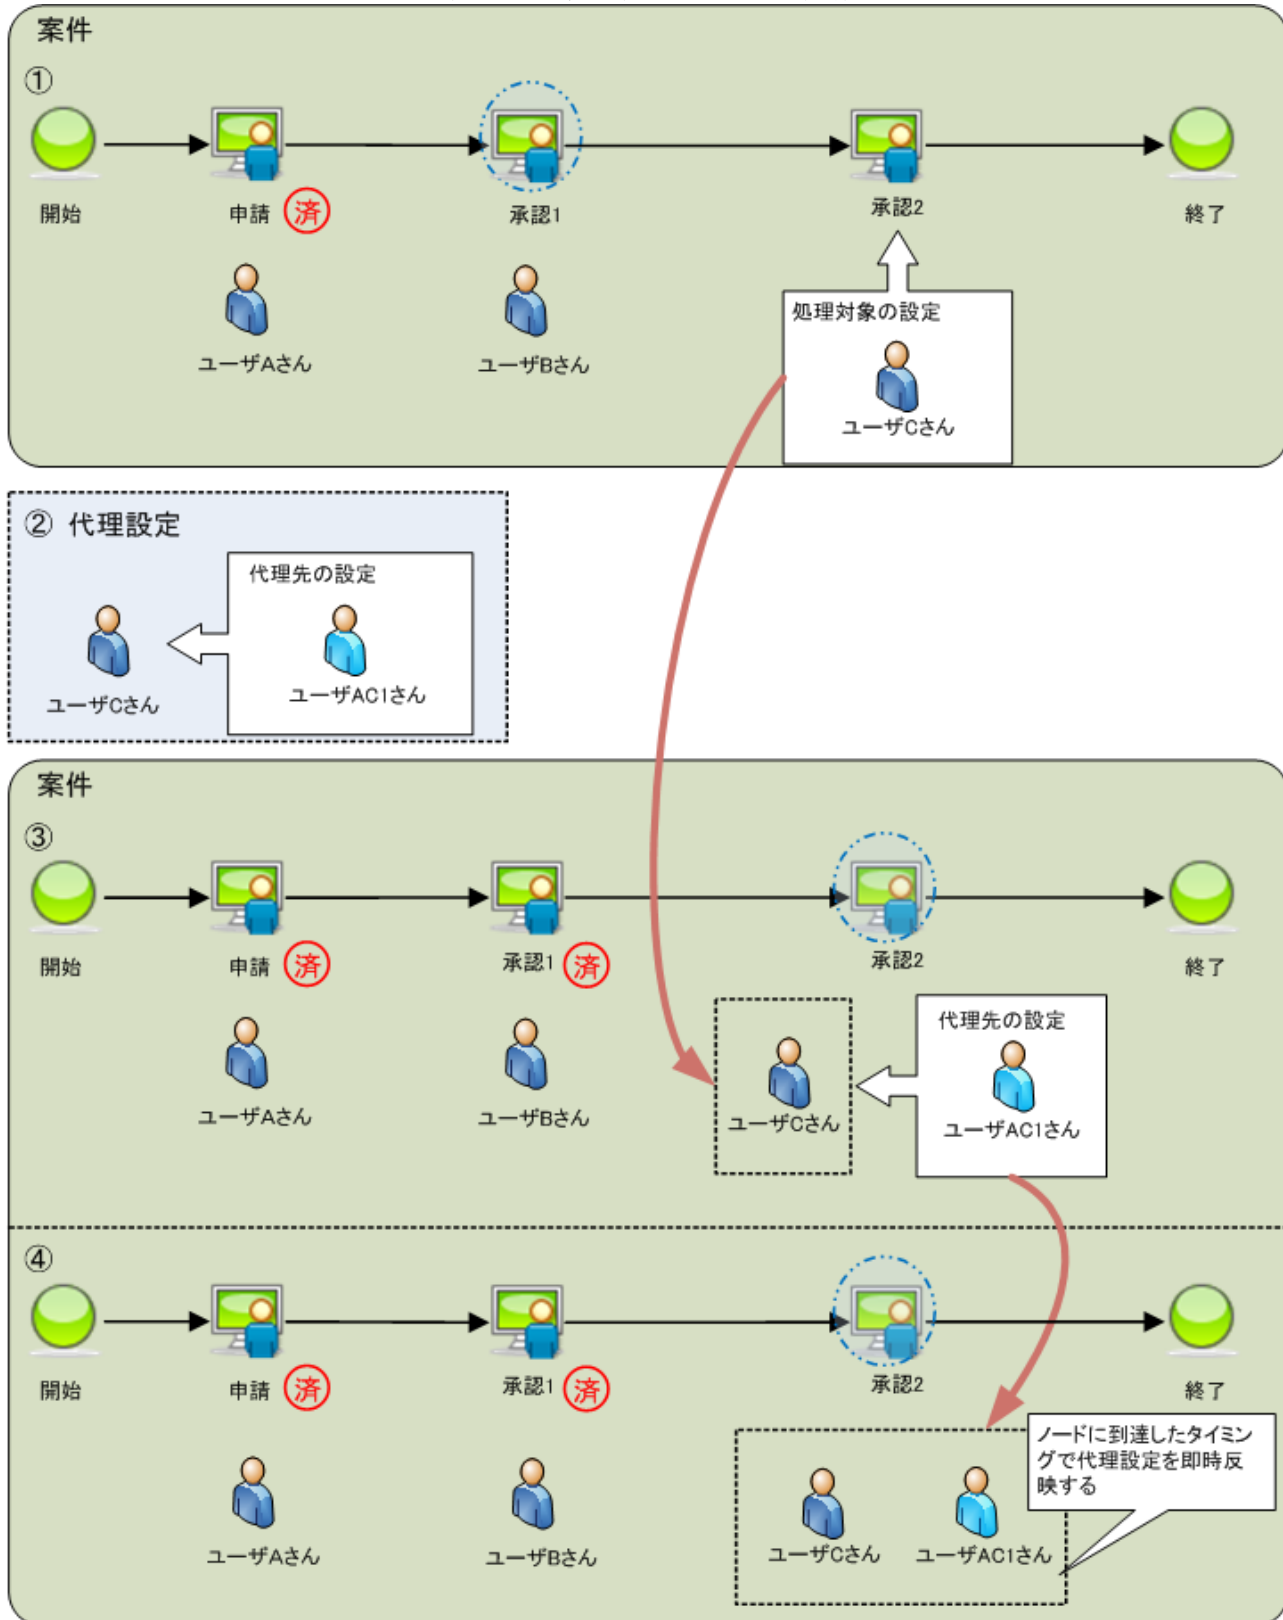 案件
①
開始
申請
済
承認1
承認2
終了
ユーザAさん
ユーザBさん
処理対象の設定
ユーザCさん
② 代理設定
代理先の設定
ユーザCさん
ユーザAC1さん
案件
③
開始
申請
済
承認1
済
承認2
終了
ユーザAさん
ユーザBさん
ユーザCさん
代理先の設定
ユーザAC1さん
④
開始
申請
済
承認1
済
承認2
終了
ユーザAさん
ユーザBさん
ユーザCさん
ユーザAC1さん
ノードに到達したタイミン
グで代理設定を即時反
映する